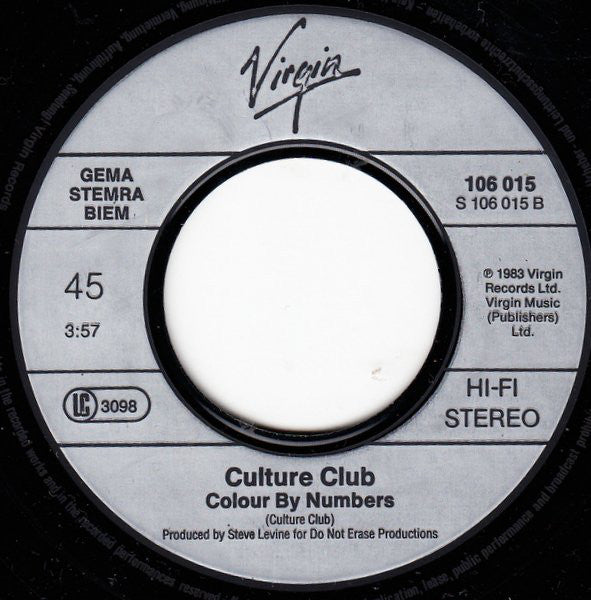 Virgin
GEMA
STEMRA
BIEM
106 015
S 106 015 B
45
3:57
℗ 1983 Virgin
Records Ltd.
Virgin Music
(Publishers)
Ltd.
LC 3098
HI-FI
STEREO
Culture Club
Colour By Numbers
(Culture Club)
Produced by Steve Levine for Do Not Erase Productions